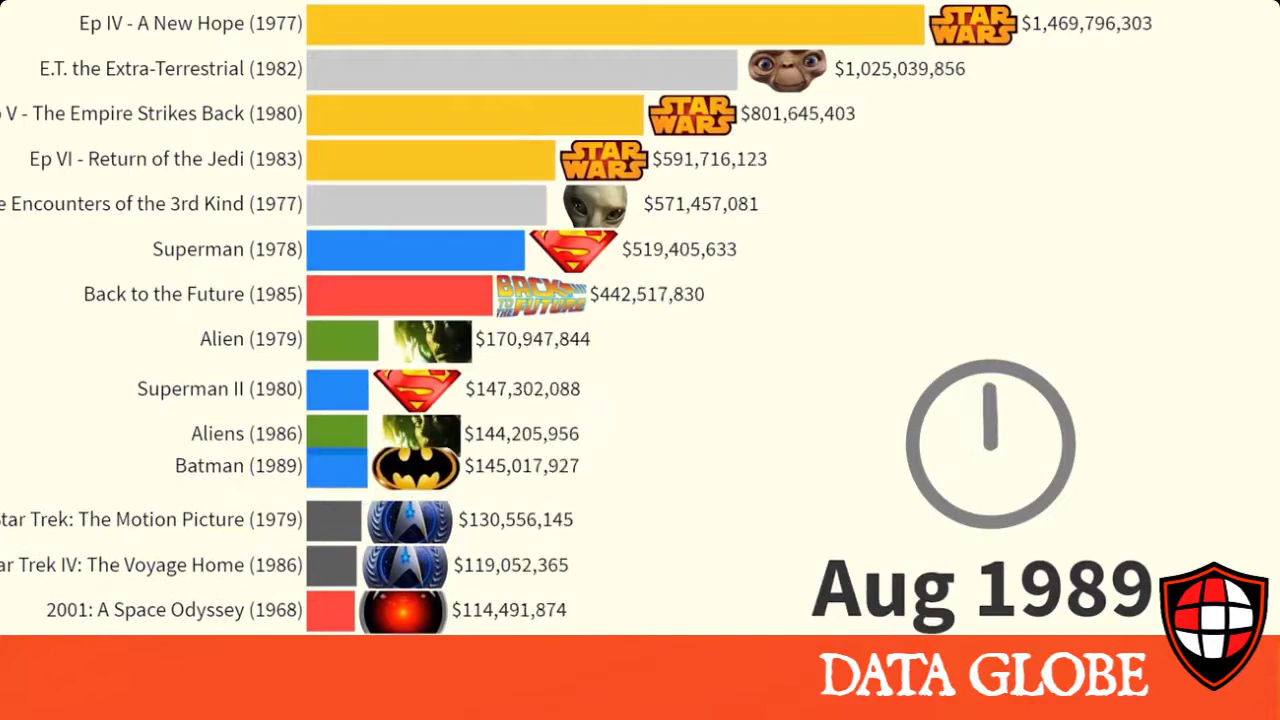 Ep IV - A New Hope (1977) STAR WARS $1,469,796,303
E.T. the Extra-Terrestrial (1982) $1,025,039,856
V - The Empire Strikes Back (1980) STAR WARS $801,645,403
Ep VI - Return of the Jedi (1983) STAR WARS $591,716,123
e Encounters of the 3rd Kind (1977) $571,457,081
Superman (1978) S $519,405,633
Back to the Future (1985) BACK TO THE FUTURE $442,517,830
Alien (1979) $170,947,844
Superman II (1980) S $147,302,088
Aliens (1986) $144,205,956
Batman (1989) $145,017,927
Star Trek: The Motion Picture (1979) $130,556,145
ar Trek IV: The Voyage Home (1986) $119,052,365
2001: A Space Odyssey (1968) $114,491,874
Aug 1989
DATA GLOBE